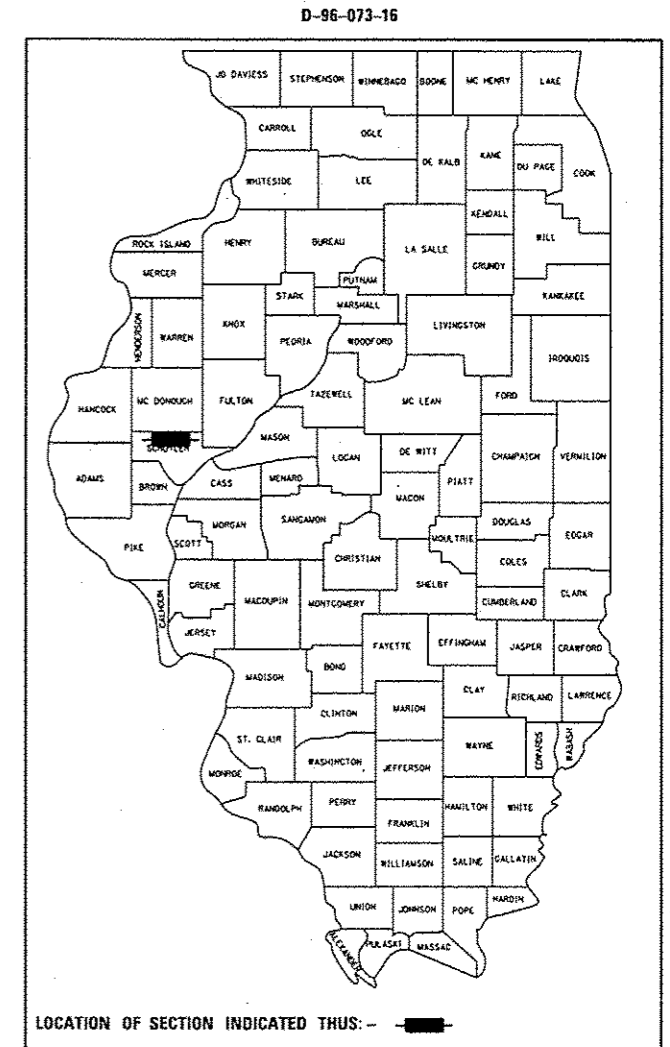 D-96-073-16
JO DAVIESS STEPHENSON WINNEBAGO BOONE MC HENRY LAKE
CARROLL OGLE
DE KALB KANE DU PAGE COOK
WHITESIDE LEE
KENDALL
ROCK ISLAND HENRY BUREAU LA SALLE WILL
GRUNDY
MERCER PUTNAM
STARK MARSHALL KANKAKEE
HENDERSON WARREN KNOX PEORIA WOODFORD LIVINGSTON IROQUOIS
HANCOCK MC DONOUGH FULTON TAZEWELL MC LEAN FORD
MASON
SCHUYLER LOGAN DE WITT CHAMPAIGN VERMILION
ADAMS BROWN CASS MENARD PIATT
MACON
MORGAN SANGAMON DOUGLAS EDGAR
PIKE SCOTT CHRISTIAN MOULTRIE
COLES
GREENE SHELBY
CALHOUN MACOUPIN MONTGOMERY CUMBERLAND CLARK
JERSEY FAYETTE EFFINGHAM JASPER CRAWFORD
BOND
MADISON CLAY
RICHLAND LAWRENCE
CLINTON MARION
ST. CLAIR WAYNE EDWARDS WABASH
WASHINGTON JEFFERSON
MONROE
RANDOLPH PERRY HAMILTON WHITE
FRANKLIN
JACKSON WILLIAMSON SALINE GALLATIN
HARDIN
UNION JOHNSON POPE
ALEXANDER PULASKI MASSAC
LOCATION OF SECTION INDICATED THUS: -